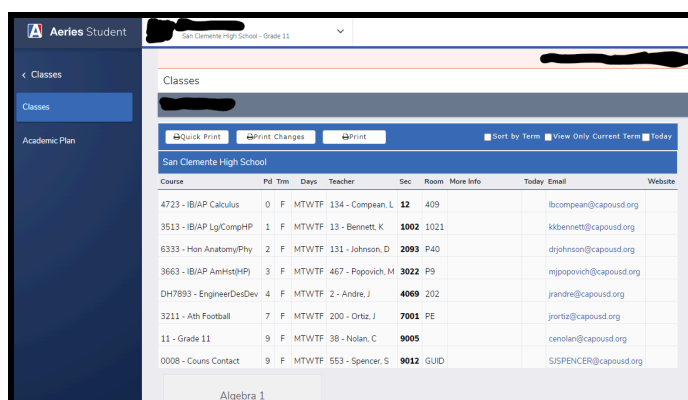 Aeries Student
San Clemente High School - Grade 11
< Classes
Classes
Academic Plan
Classes
Quick Print Print Changes Print Sort by Term View Only Current Term Today
San Clemente High School
Course Pd Trm Days Teacher Sec Room More Info Today Email Website
4723 - IB/AP Calculus 0 F MTWTF 134 - Compean, L 12 409 lbcompean@capousd.org
3513 - IB/AP Lg/CompHP 1 F MTWTF 13 - Bennett, K 1002 1021 kkbennett@capousd.org
6333 - Hon Anatomy/Phy 2 F MTWTF 131 - Johnson, D 2093 P40 drjohnson@capousd.org
3663 - IB/AP AmHst(HP) 3 F MTWTF 467 - Popovich, M 3022 P9 mjpopovich@capousd.org
DH7893 - EngineerDesDev 4 F MTWTF 2 - Andre, J 4069 202 jrandre@capousd.org
3211 - Ath Football 7 F MTWTF 200 - Ortiz, J 7001 PE jrortiz@capousd.org
11 - Grade 11 9 F MTWTF 38 - Nolan, C 9005 cenolan@capousd.org
0008 - Couns Contact 9 F MTWTF 553 - Spencer, S 9012 GUID SJSPENCER@capousd.org
Algebra 1